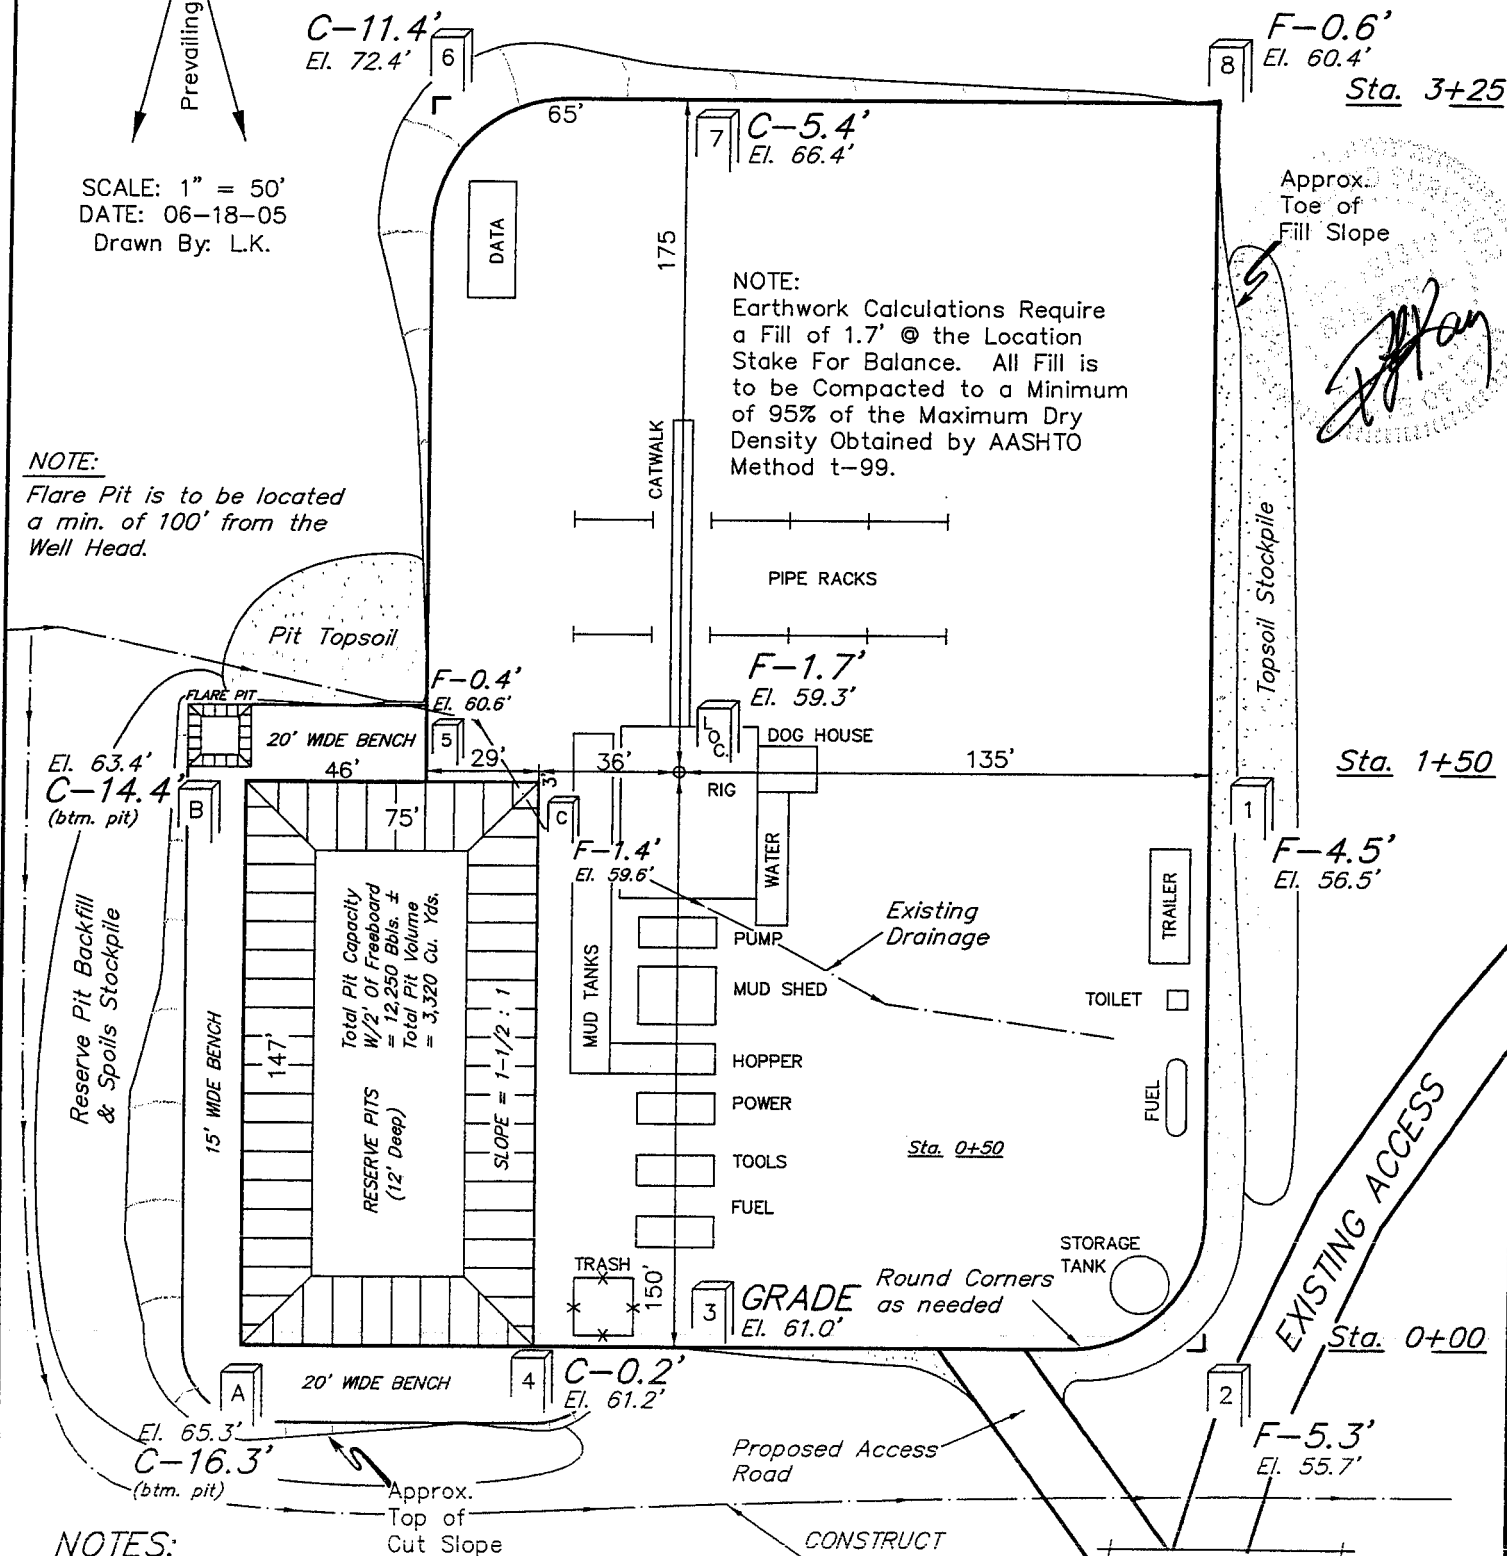 Prevailing
C-11.4'
El. 72.4'
6
F-0.6'
El. 60.4'
8
Sta. 3+25
65'
7
C-5.4'
El. 66.4'
SCALE: 1" = 50'
DATE: 06-18-05
Drawn By: L.K.
Approx.
Toe of
Fill Slope
DATA
175
NOTE:
Earthwork Calculations Require
a Fill of 1.7' @ the Location
Stake For Balance. All Fill is
to be Compacted to a Minimum
of 95% of the Maximum Dry
Density Obtained by AASHTO
Method t-99.
CATWALK
NOTE:
Flare Pit is to be located
a min. of 100' from the
Well Head.
Topsoil Stockpile
PIPE RACKS
Pit Topsoil
F-0.4'
El. 60.6'
F-1.7'
El. 59.3'
FLARE PIT
5
LOC.
DOG HOUSE
20' WIDE BENCH
El. 63.4'
C-14.4'
(btm. pit)
46'
29'
3'
36'
135'
Sta. 1+50
RIG
B
75'
C
1
F-1.4'
El. 59.6'
WATER
F-4.5'
El. 56.5'
TRAILER
Total Pit Capacity
W/2' Of Freeboard
= 12,250 Bbls. ±
Total Pit Volume
= 3,320 Cu. Yds.
Existing
Drainage
PUMP
Reserve Pit Backfill
& Spoils Stockpile
MUD TANKS
MUD SHED
TOILET
15' WIDE BENCH
147'
RESERVE PITS
(12' Deep)
SLOPE = 1-1/2 : 1
HOPPER
POWER
FUEL
EXISTING ACCESS
Sta. 0+50
TOOLS
FUEL
TRASH
150'
STORAGE
TANK
3
GRADE
El. 61.0'
Round Corners
as needed
Sta. 0+00
A
20' WIDE BENCH
4
C-0.2'
El. 61.2'
2
El. 65.3'
C-16.3'
(btm. pit)
F-5.3'
El. 55.7'
Proposed Access
Road
Approx.
Top of
Cut Slope
CONSTRUCT
NOTES: